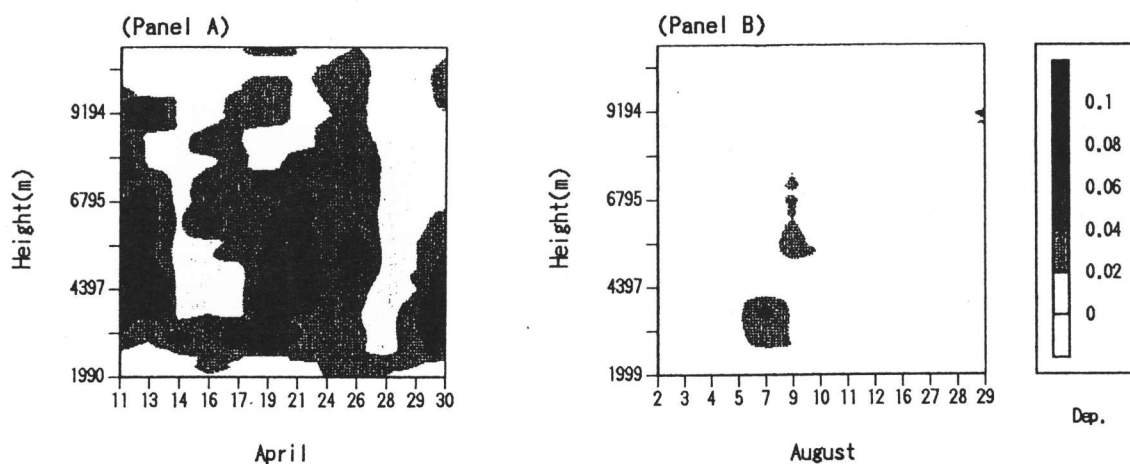 (Panel A)
Height(m)
9194
6795
4397
1990
11 13 14 16 17 19 21 24 26 28 29 30
April
(Panel B)
Height(m)
9194
6795
4397
1999
2 3 4 5 7 9 10 11 12 16 27 28 29
August
0.1
0.08
0.06
0.04
0.02
0
Dep.